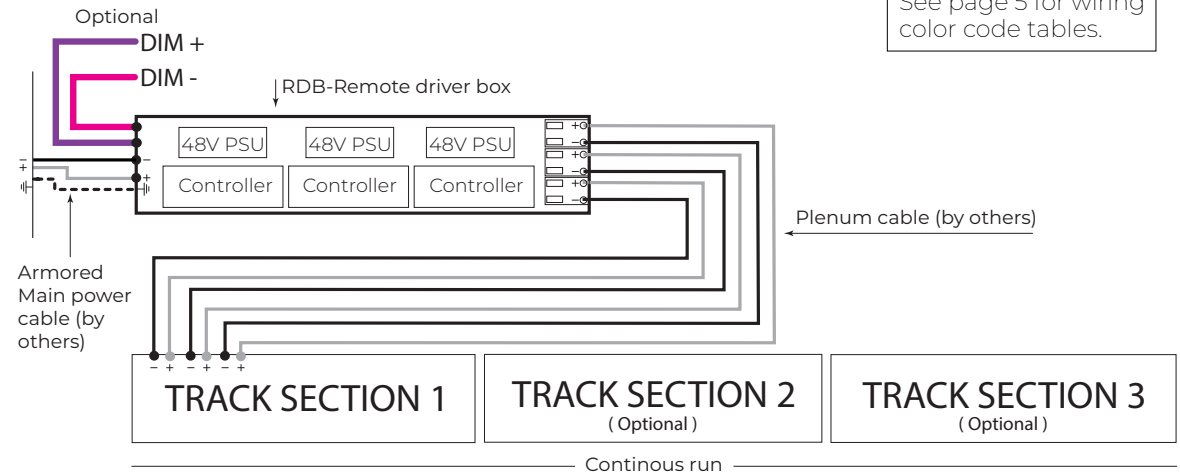 See page 5 for wiring
color code tables.
Optional
DIM +
DIM -
RDB-Remote driver box
48V PSU
48V PSU
48V PSU
Controller
Controller
Controller
+
-
+
-
+
-
-
+
-
+
Plenum cable (by others)
Armored
Main power
cable (by
others)
- + - + - +
TRACK SECTION 1
TRACK SECTION 2
( Optional )
TRACK SECTION 3
( Optional )
Continous run